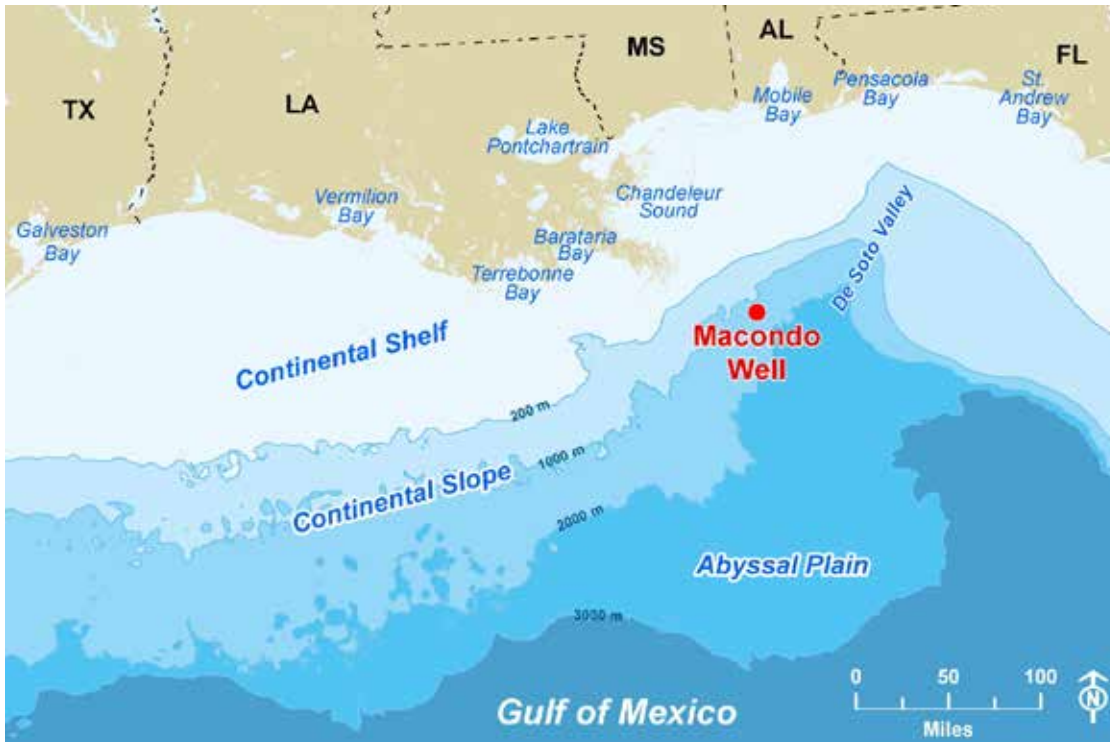 MS
AL
FL
TX
LA
Mobile
Bay
Pensacola
Bay
St.
Andrew
Bay
Lake
Pontchartrain
Galveston
Bay
Vermilion
Bay
Chandeleur
Sound
Barataria
Bay
Terrebonne
Bay
De Soto Valley
Macondo
Well
Continental Shelf
200 m
1000 m
Continental Slope
2000 m
Abyssal Plain
3000 m
Gulf of Mexico
0 50 100
Miles
N